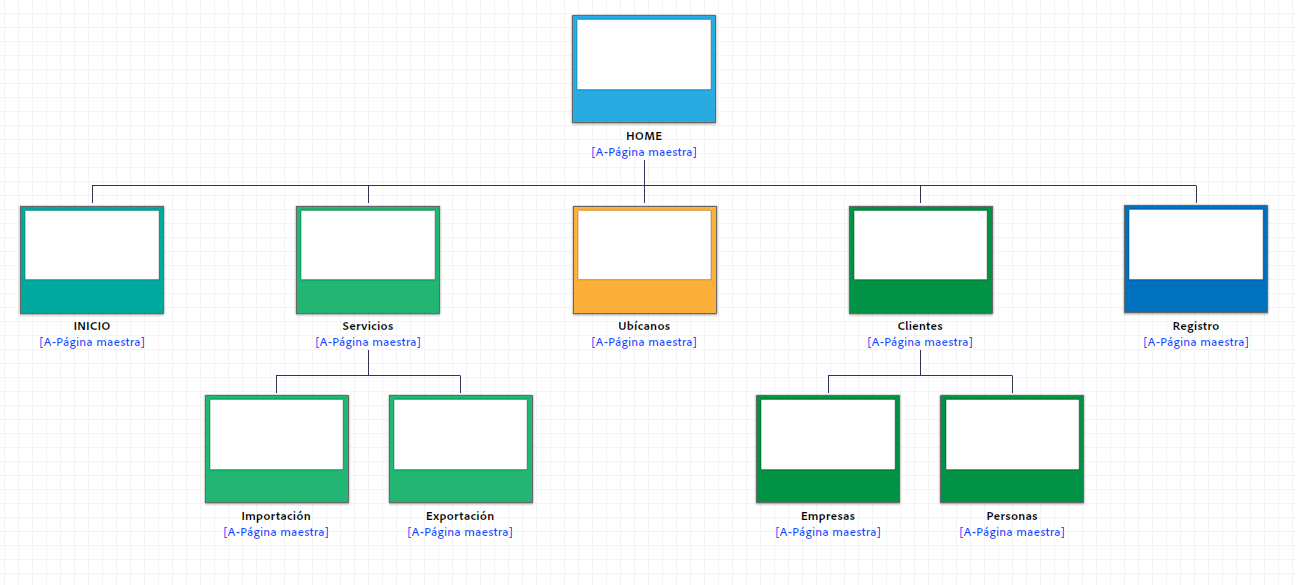 HOME
[A-Página maestra]
INICIO
[A-Página maestra]
Servicios
[A-Página maestra]
Ubícanos
[A-Página maestra]
Clientes
[A-Página maestra]
Registro
[A-Página maestra]
Importación
[A-Página maestra]
Exportación
[A-Página maestra]
Empresas
[A-Página maestra]
Personas
[A-Página maestra]